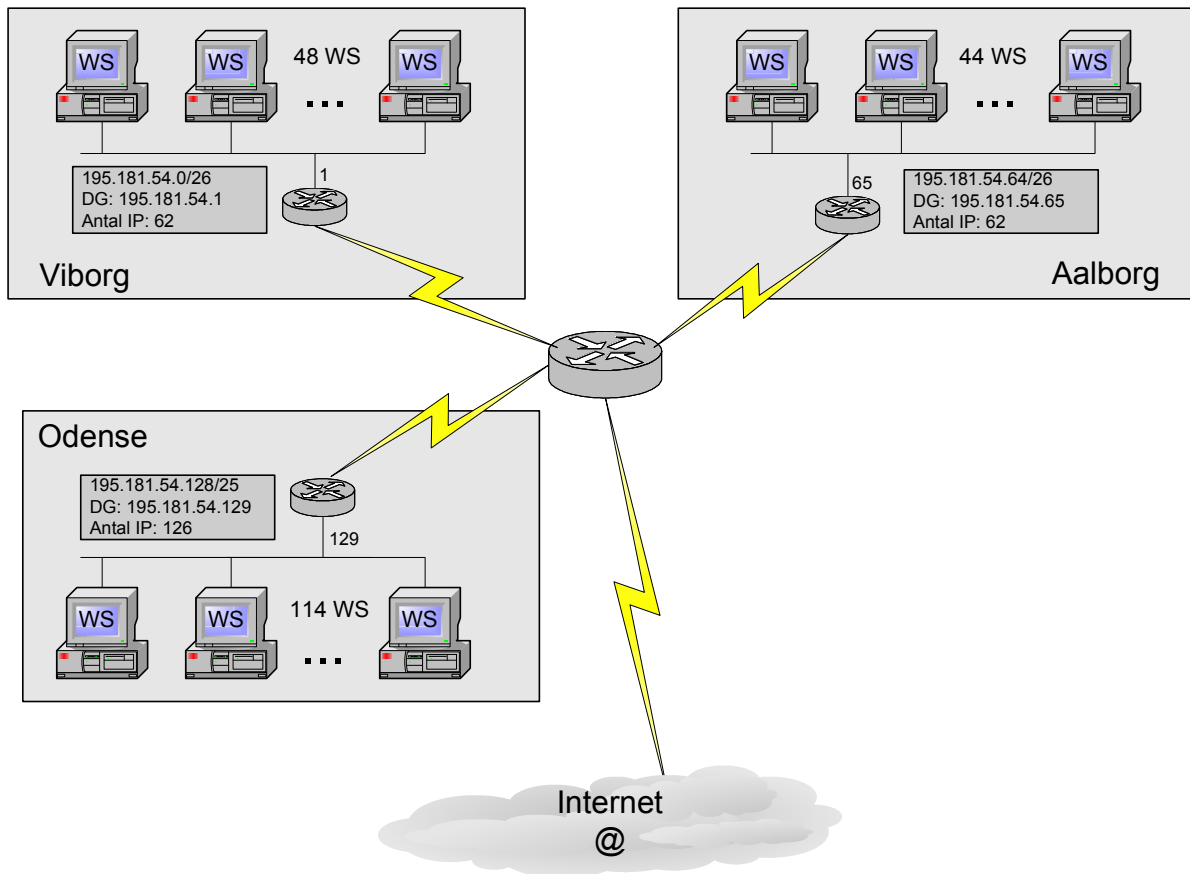 WS WS 48 WS WS
. . .
195.181.54.0/26
DG: 195.181.54.1
Antal IP: 62
1
Viborg
WS WS 44 WS WS
. . .
65
195.181.54.64/26
DG: 195.181.54.65
Antal IP: 62
Aalborg
Odense
195.181.54.128/25
DG: 195.181.54.129
Antal IP: 126
129
WS WS 114 WS WS
. . .
Internet
@